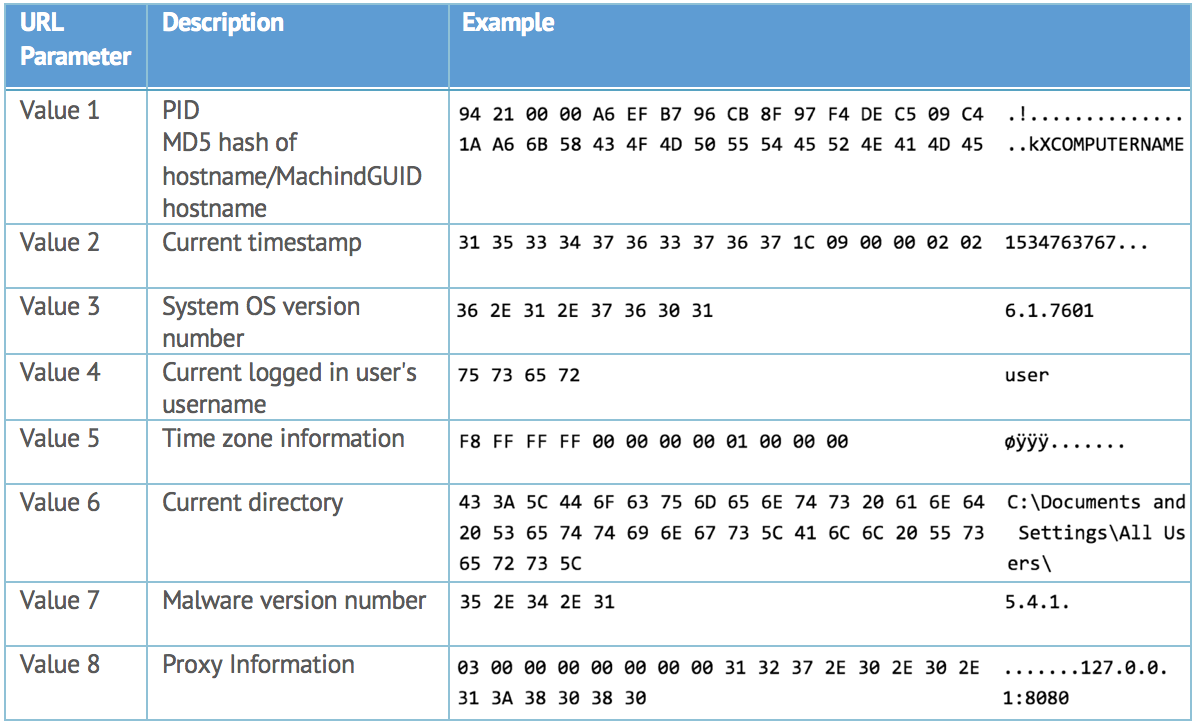 URL Parameter Description Example
Value 1 PID 94 21 00 00 A6 EF B7 96 CB 8F 97 F4 DE C5 09 C4 .!..............
MD5 hash of 1A A6 6B 58 43 4F 4D 50 55 54 45 52 4E 41 4D 45 ..kXCOMPUTERNAME
hostname/MachindGUID
hostname
Value 2 Current timestamp 31 35 33 34 37 36 33 37 36 37 1C 09 00 00 02 02 1534763767...
Value 3 System OS version 36 2E 31 2E 37 36 30 31 6.1.7601
number
Value 4 Current logged in user's 75 73 65 72 user
username
Value 5 Time zone information F8 FF FF FF 00 00 00 00 01 00 00 00 øÿÿÿ.......
Value 6 Current directory 43 3A 5C 44 6F 63 75 6D 65 6E 74 73 20 61 6E 64 C:\Documents and
20 53 65 74 74 69 6E 67 73 5C 41 6C 6C 20 55 73 Settings\All Us
65 72 73 5C ers\
Value 7 Malware version number 35 2E 34 2E 31 5.4.1.
Value 8 Proxy Information 03 00 00 00 00 00 00 00 31 32 37 2E 30 2E 30 2E .......127.0.0.
31 3A 38 30 38 30 1:8080